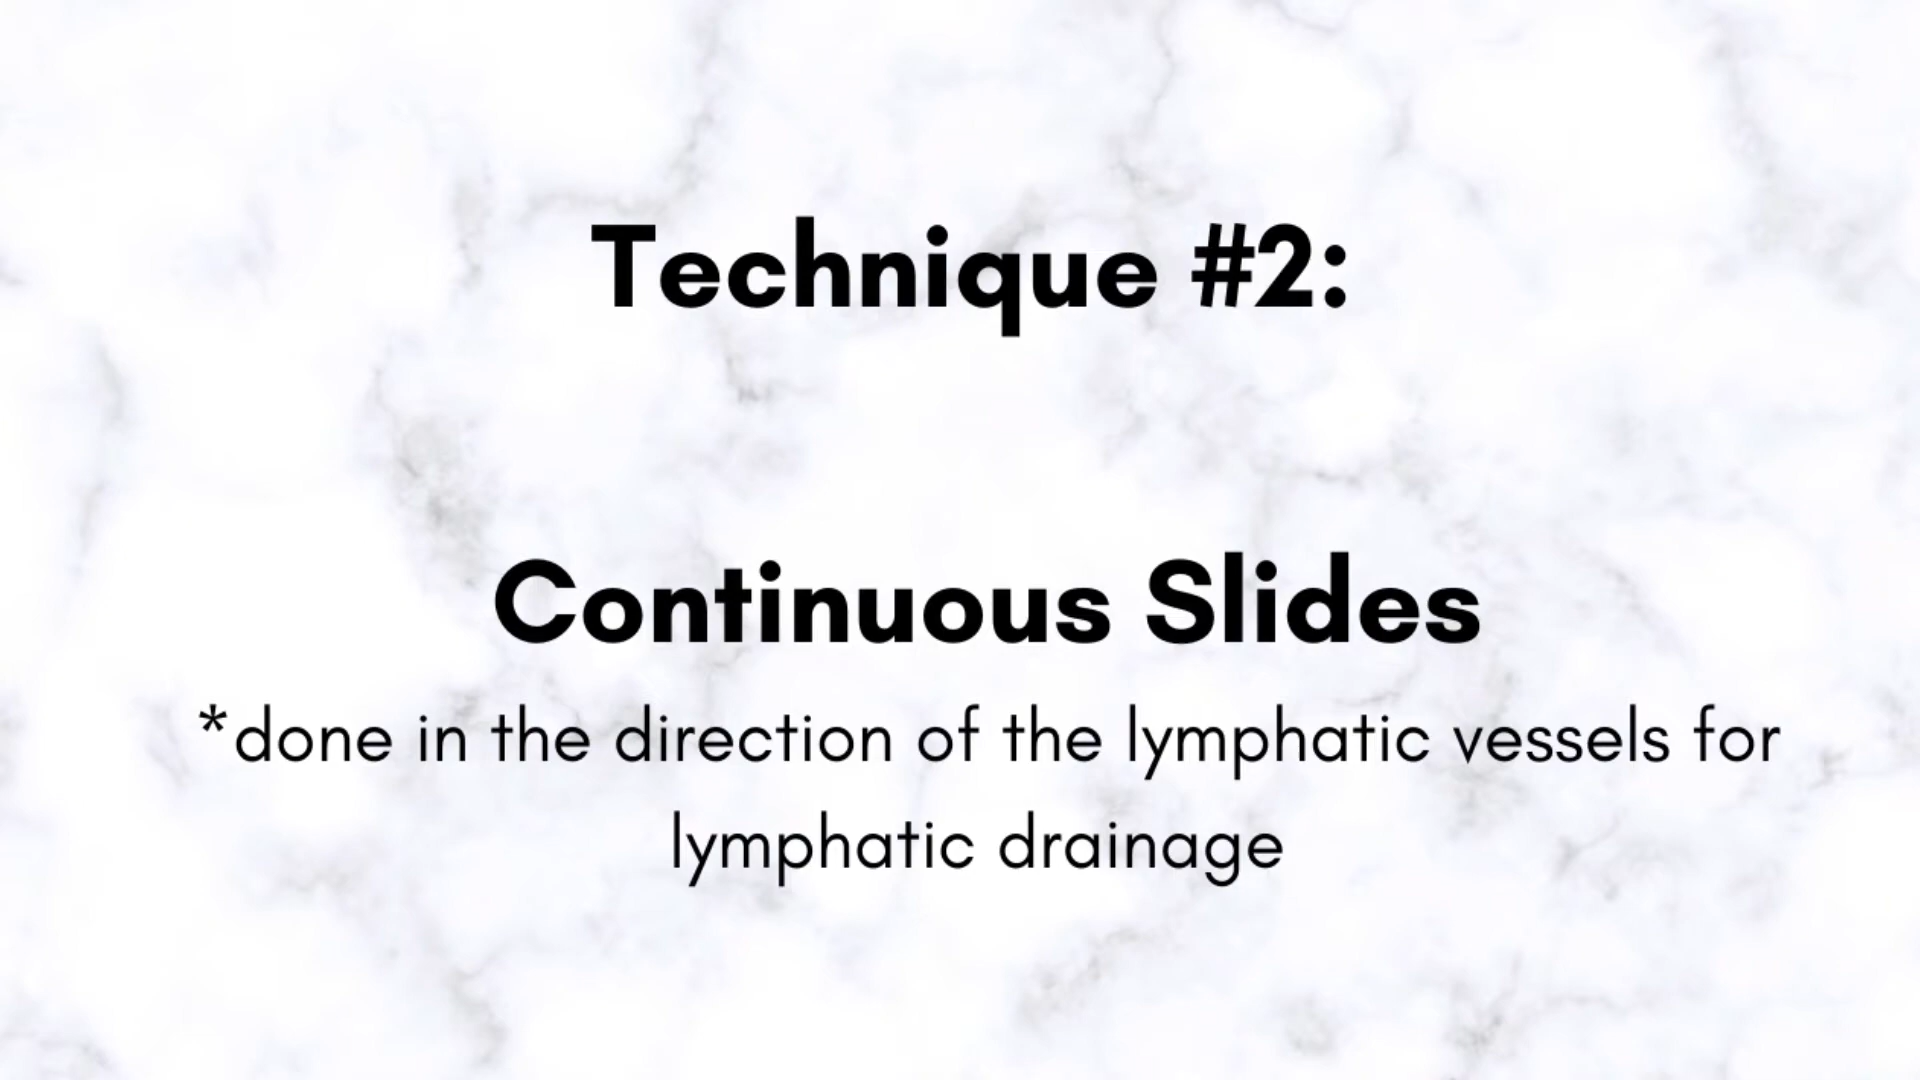 Technique #2:
Continuous Slides
*done in the direction of the lymphatic vessels for
lymphatic drainage